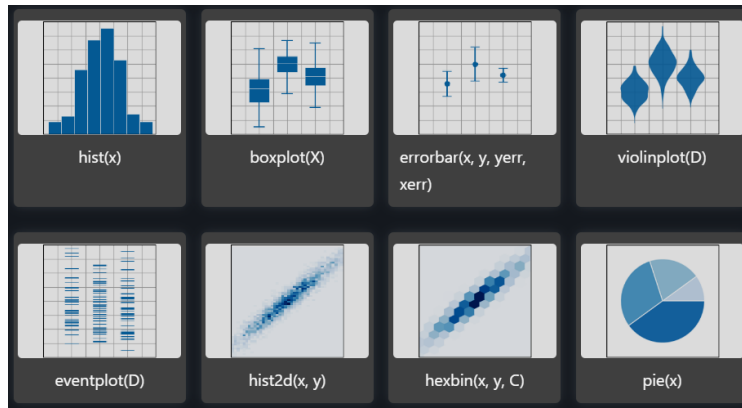 hist(x)
boxplot(X)
errorbar(x, y, yerr,
xerr)
violinplot(D)
eventplot(D)
hist2d(x, y)
hexbin(x, y, C)
pie(x)